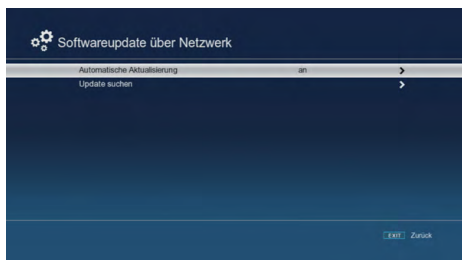 Softwareupdate über Netzwerk
Automatische Aktualisierung an
Update suchen
EXIT Zurück